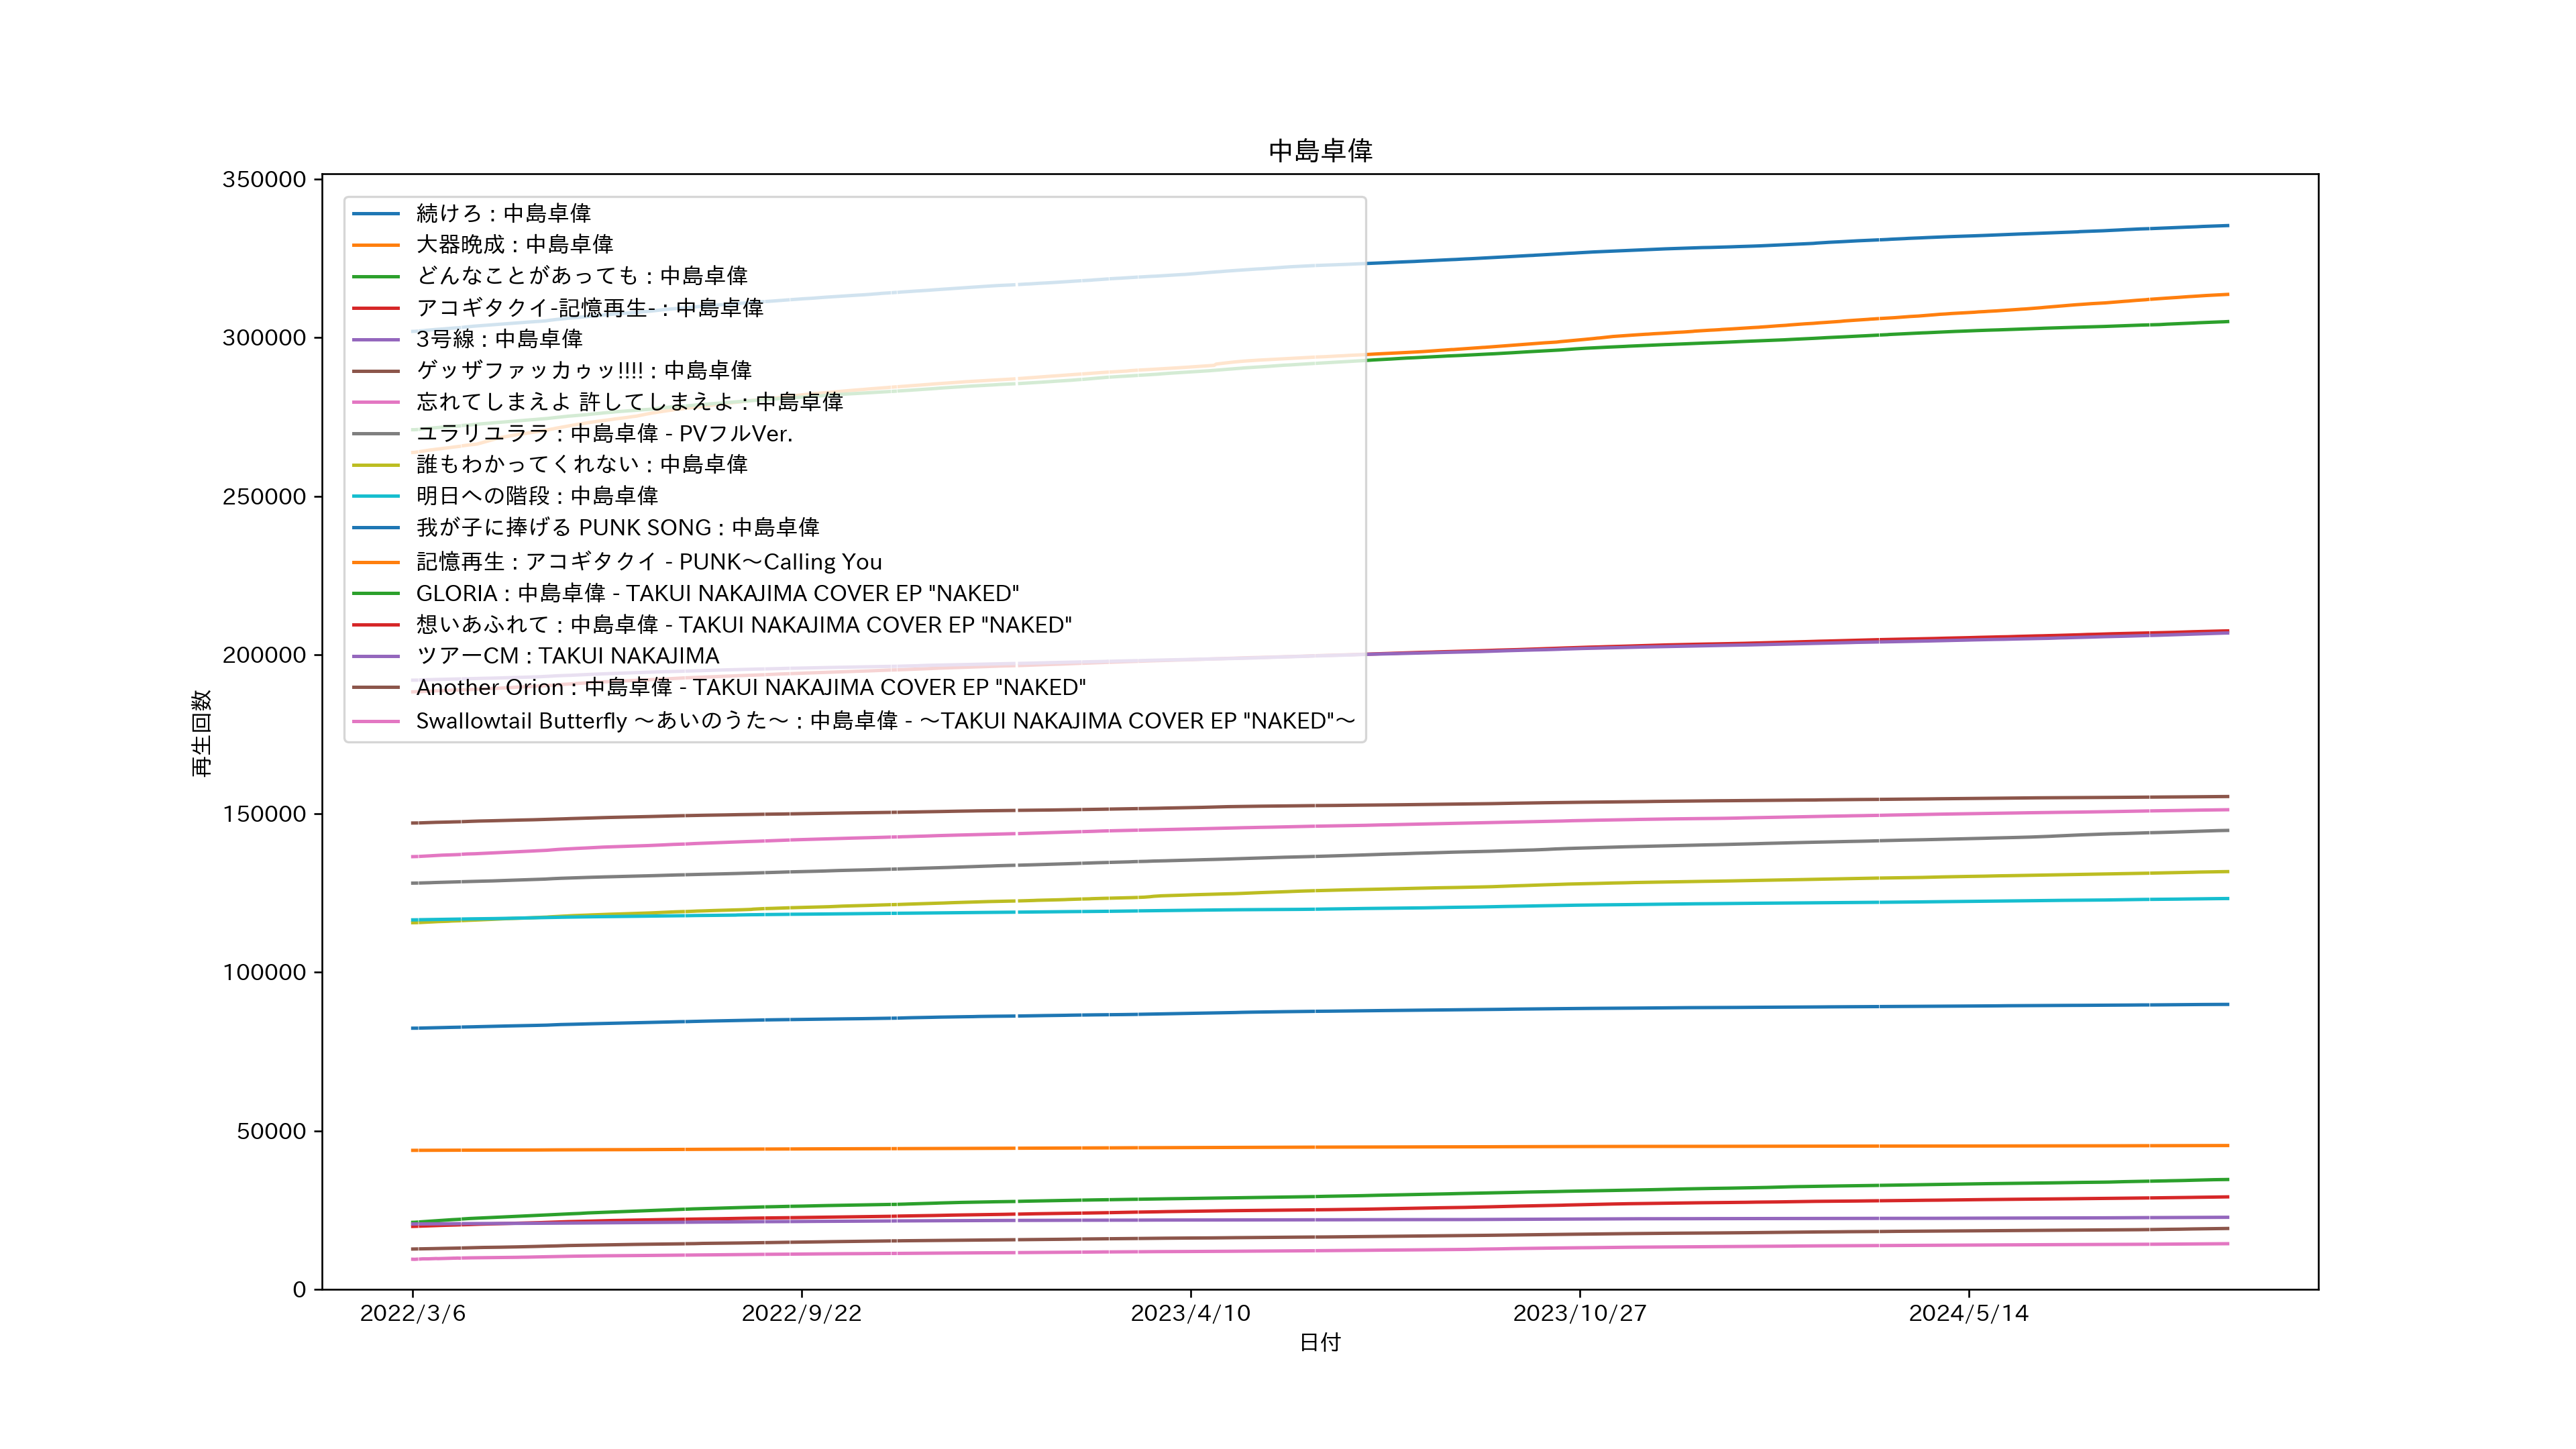 中島卓偉
350000
300000
250000
200000
150000
100000
50000
0
再生回数
続けろ : 中島卓偉
大器晩成 : 中島卓偉
どんなことがあっても : 中島卓偉
アコギタクイ-記憶再生- : 中島卓偉
3号線 : 中島卓偉
ゲッザファッカゥッ!!!! : 中島卓偉
忘れてしまえよ 許してしまえよ : 中島卓偉
ユラリユララ : 中島卓偉 - PVフルVer.
誰もわかってくれない : 中島卓偉
明日への階段 : 中島卓偉
我が子に捧げる PUNK SONG : 中島卓偉
記憶再生 : アコギタクイ - PUNK～Calling You
GLORIA : 中島卓偉 - TAKUI NAKAJIMA COVER EP "NAKED"
想いあふれて : 中島卓偉 - TAKUI NAKAJIMA COVER EP "NAKED"
ツアーCM : TAKUI NAKAJIMA
Another Orion : 中島卓偉 - TAKUI NAKAJIMA COVER EP "NAKED"
Swallowtail Butterfly ～あいのうた～ : 中島卓偉 - ～TAKUI NAKAJIMA COVER EP "NAKED"～
2022/3/6
2022/9/22
2023/4/10
2023/10/27
2024/5/14
日付